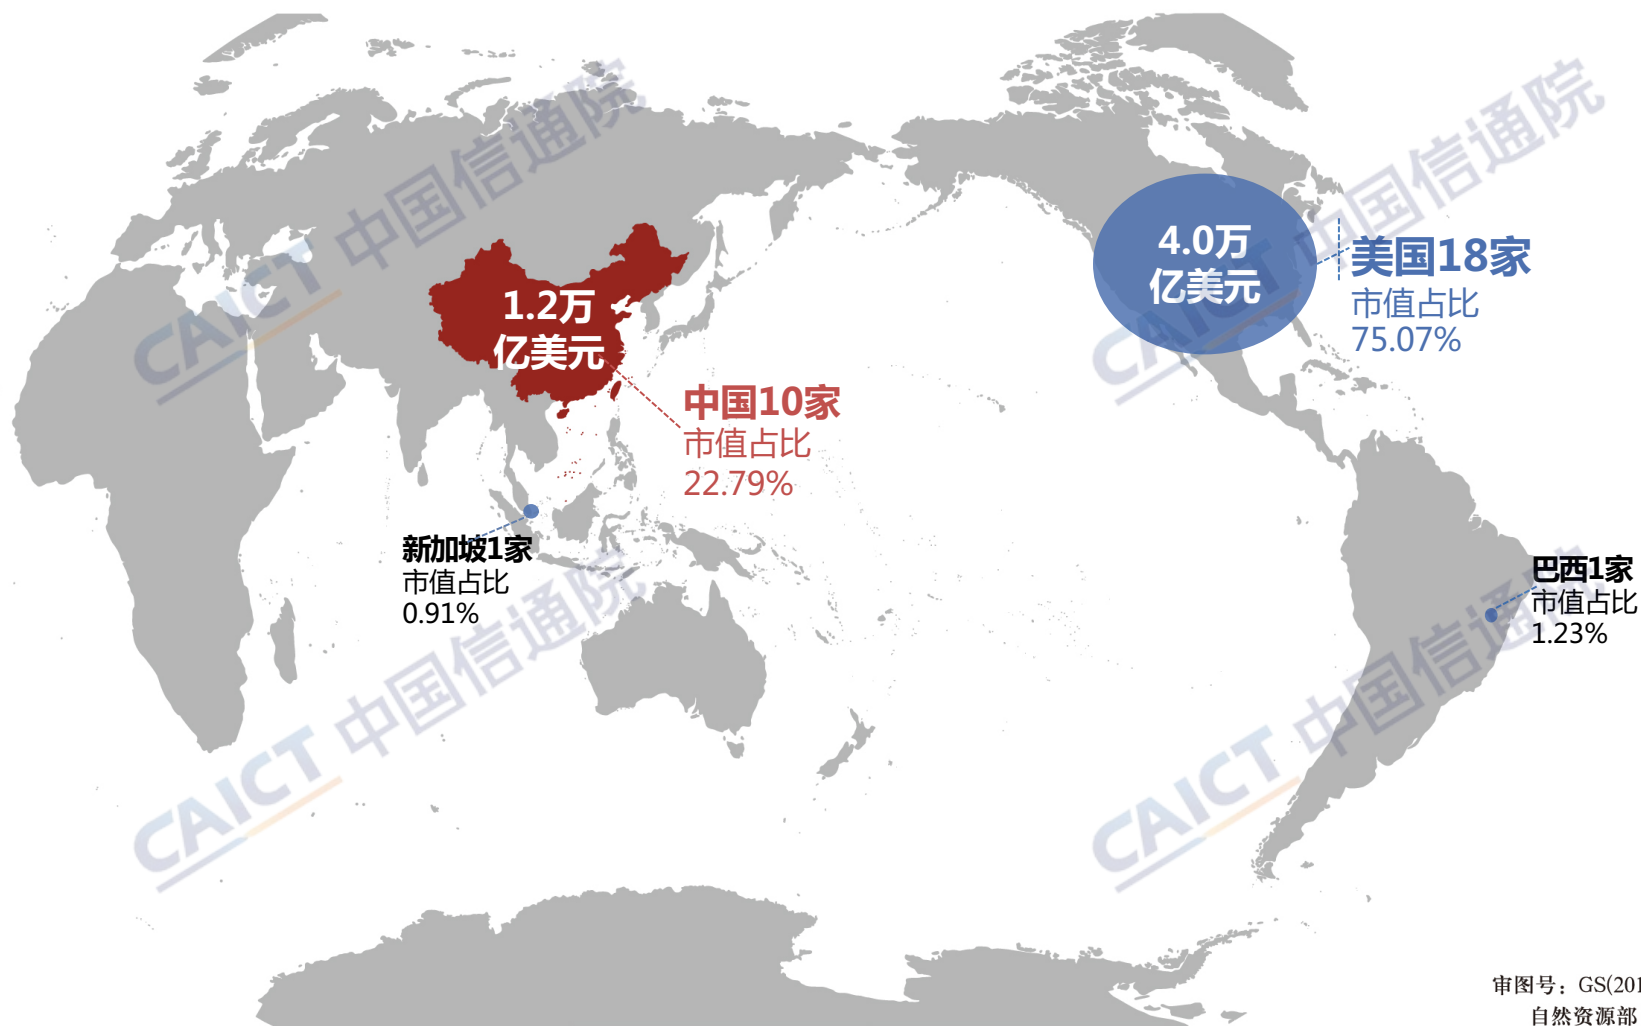 CAICT 中国信通院
CAICT 中国信通院
4.0万
亿美元
美国18家
市值占比
75.07%
1.2万
亿美元
中国10家
市值占比
22.79%
新加坡1家
市值占比
0.91%
巴西1家
市值占比
1.23%
CAICT 中国信通院
CAICT 中国信通院
审图号：GS(201
自然资源部